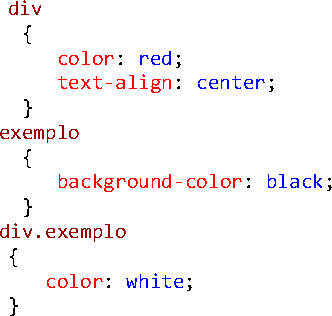 div
{
color: red;
text-align: center;
}
exemplo
{
background-color: black;
}
div.exemplo
{
color: white;
}